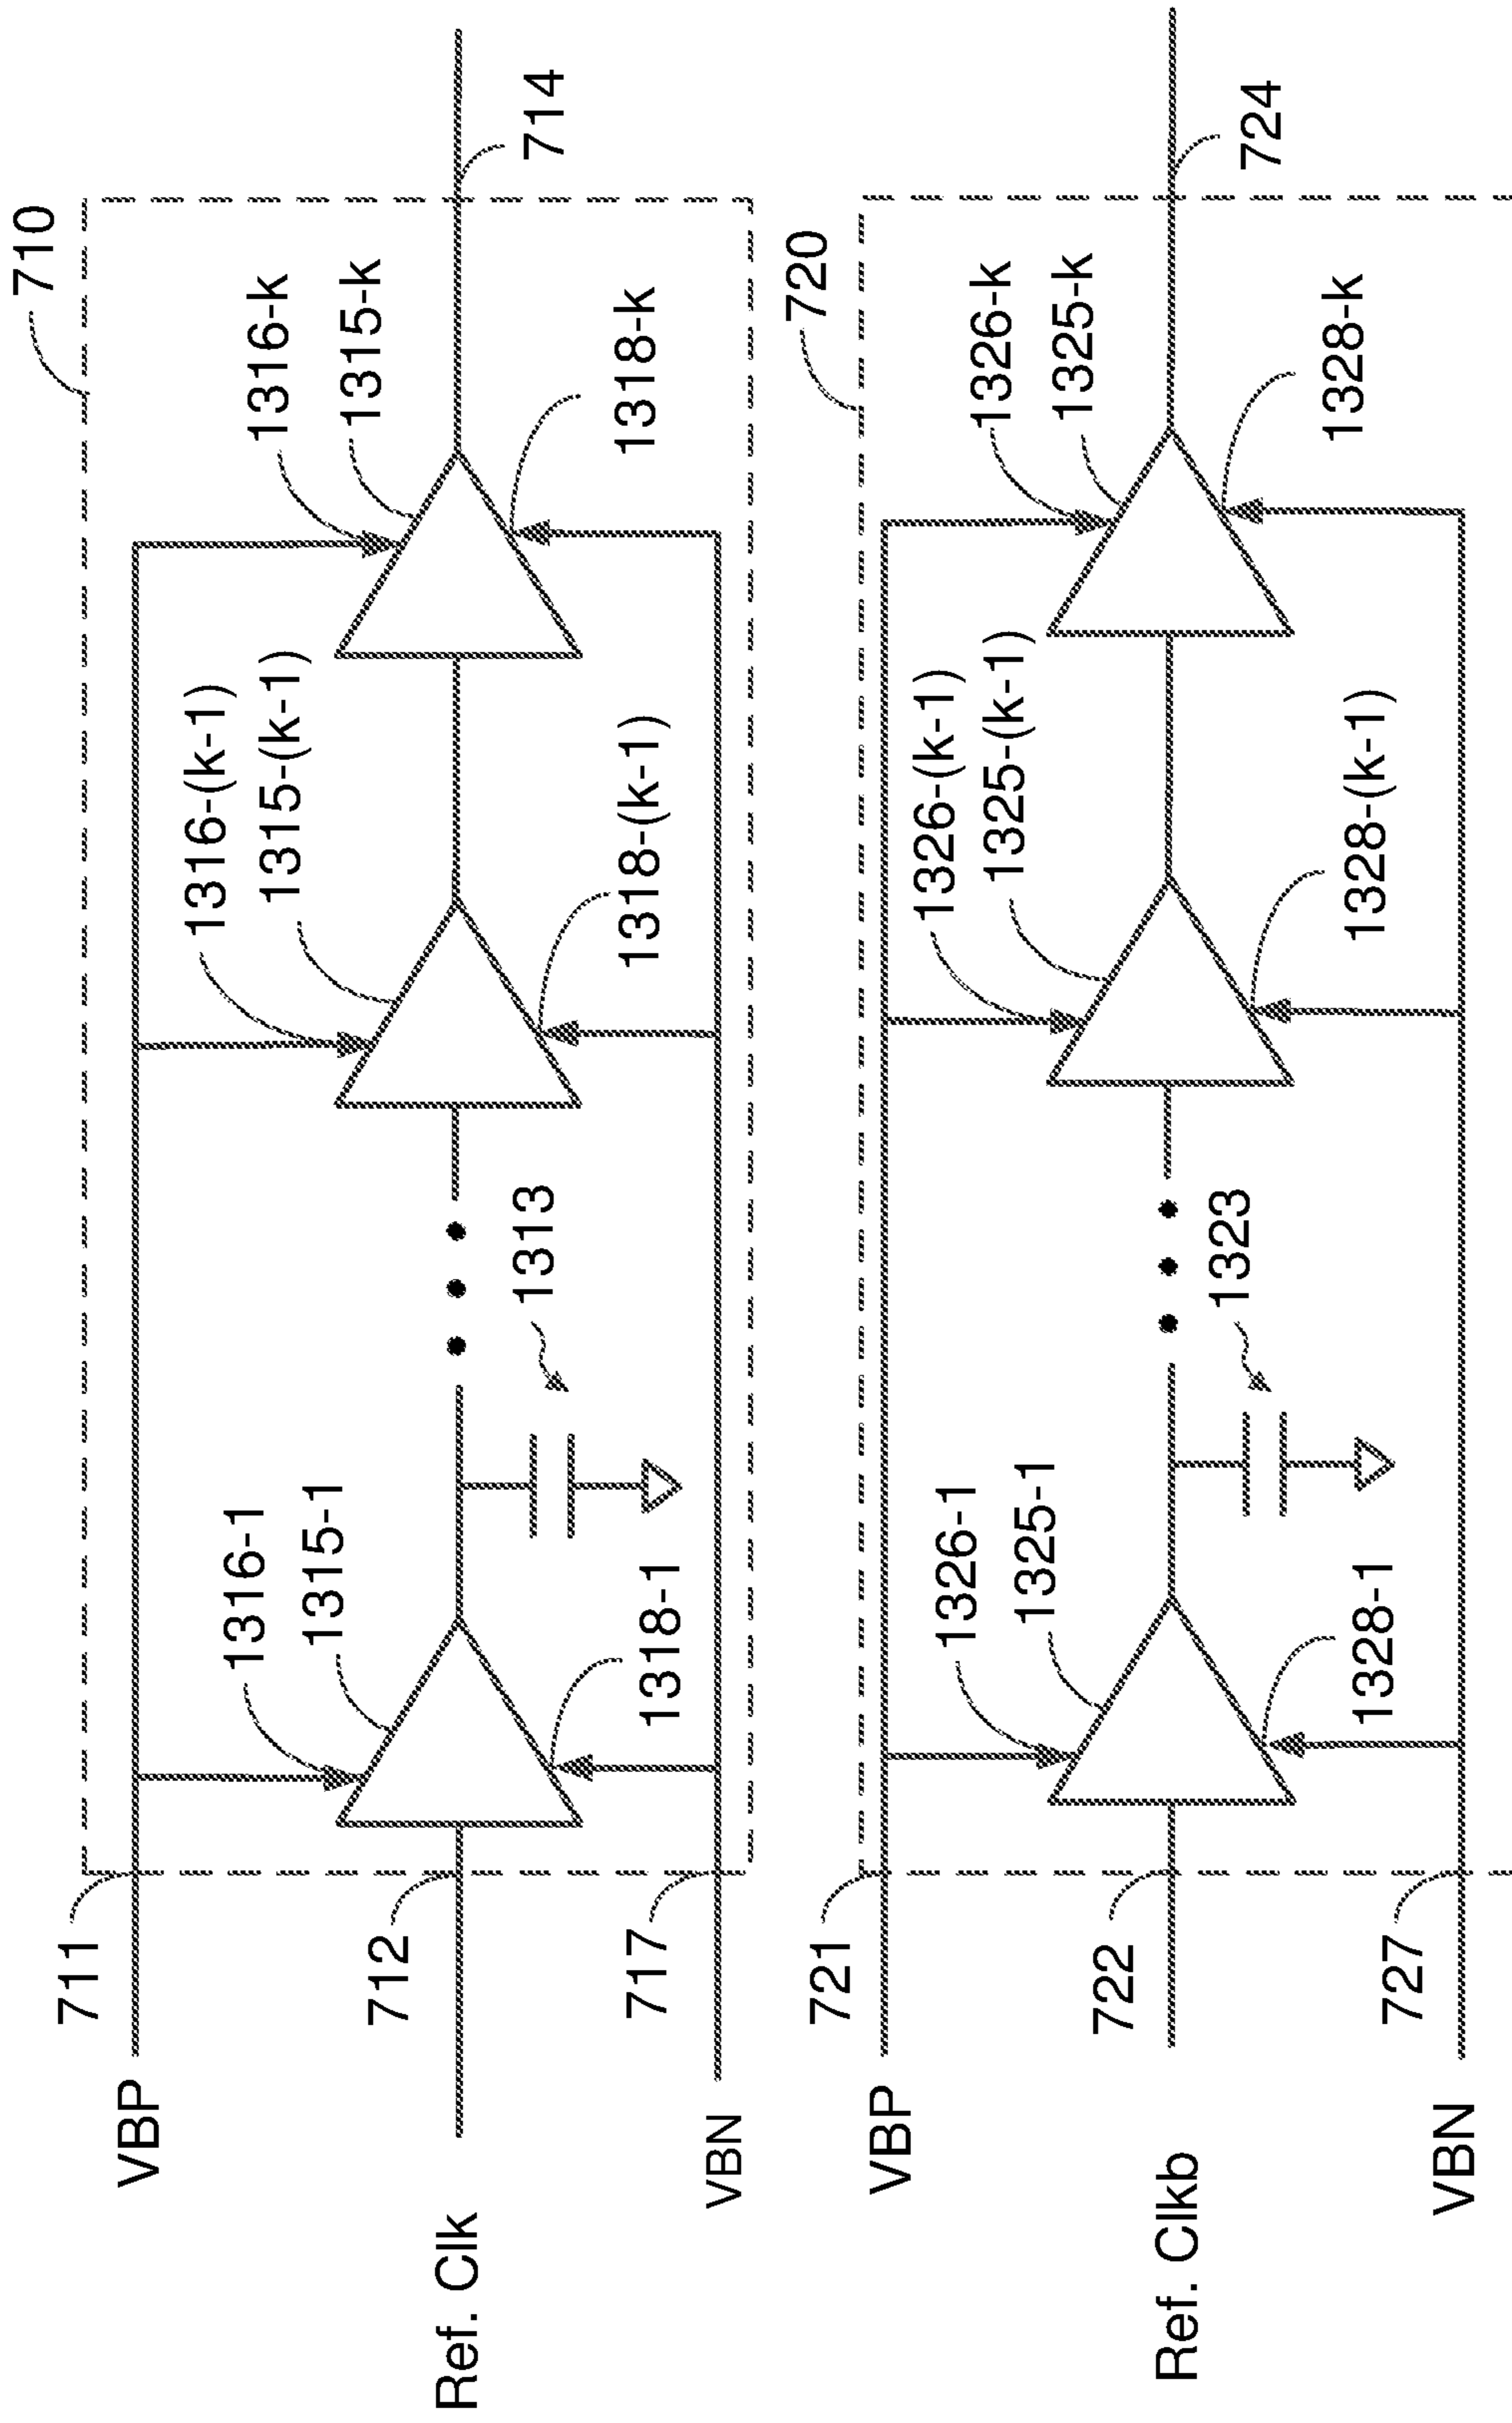 710
711
VBP
1316-1
1315-1
1316-(k-1)
1315-(k-1)
1316-k
1315-k
712
Ref. Clk
1313
714
1318-1
1318-(k-1)
1318-k
717
VBN
720
721
VBP
1326-1
1325-1
1326-(k-1)
1325-(k-1)
1326-k
1325-k
722
Ref. Clkb
1323
724
1328-1
1328-(k-1)
1328-k
727
VBN